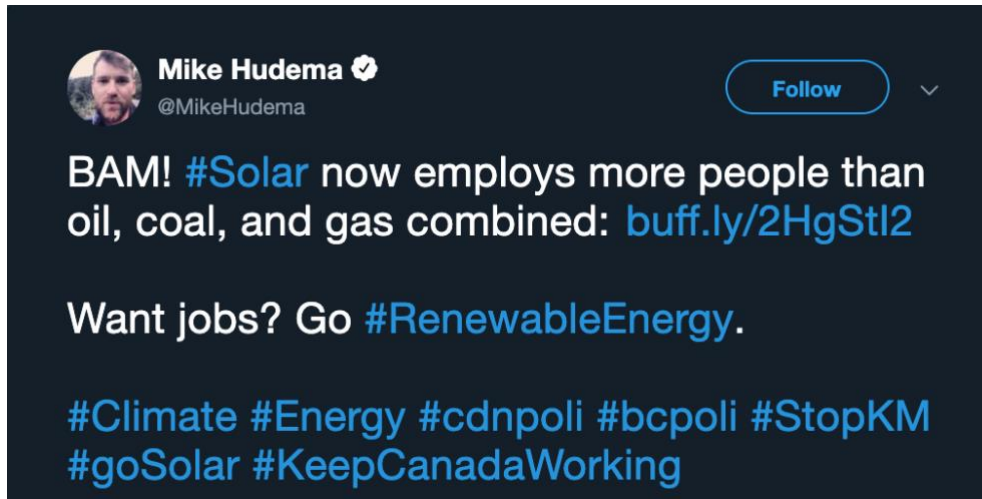 Mike Hudema
@MikeHudema
Follow
BAM! #Solar now employs more people than
oil, coal, and gas combined: buff.ly/2HgStI2
Want jobs? Go #RenewableEnergy.
#Climate #Energy #cdnpoli #bcpoli #StopKM
#goSolar #KeepCanadaWorking